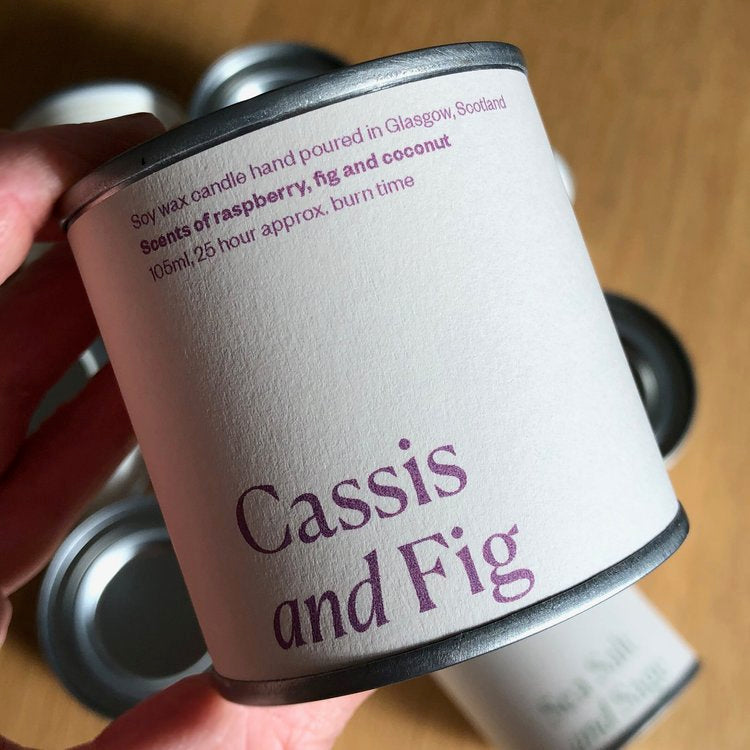 Soy wax candle hand poured in Glasgow, Scotland
Scents of raspberry, fig and coconut
105ml, 25 hour approx. burn time
Cassis
and Fig
Sea Salt
and Sage